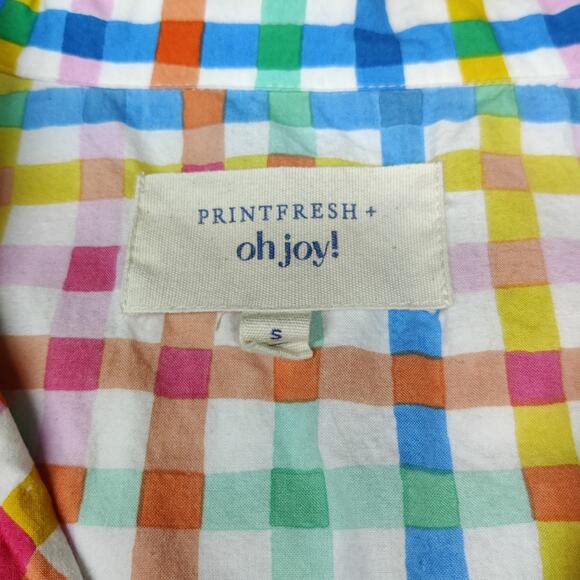 PRINTFRESH +
oh joy!
S